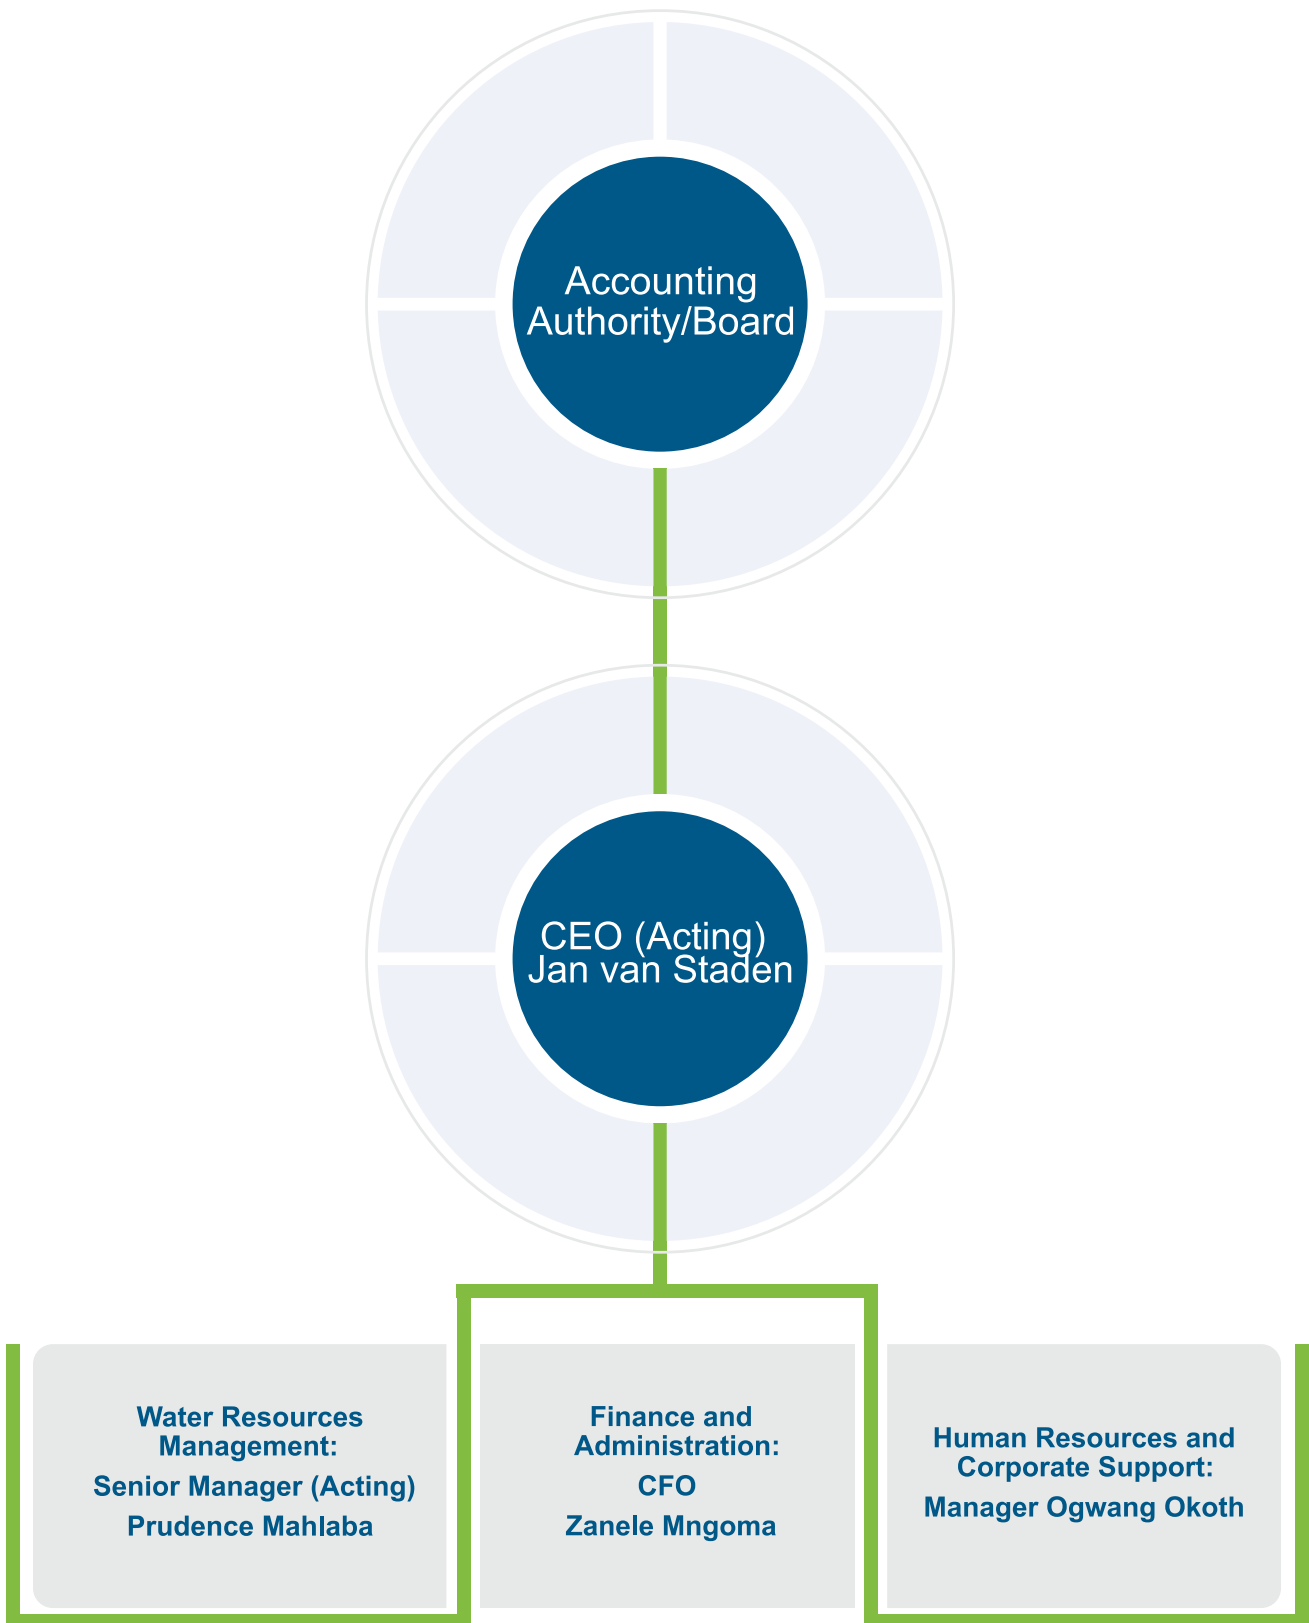 Accounting
Authority/Board
CEO (Acting)
Jan van Staden
Water Resources
Management:
Senior Manager (Acting)
Prudence Mahlaba
Finance and
Administration:
CFO
Zanele Mngoma
Human Resources and
Corporate Support:
Manager Ogwang Okoth